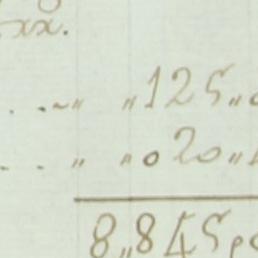 xx.
. .. „ „125„
. . „ „020„
8„845